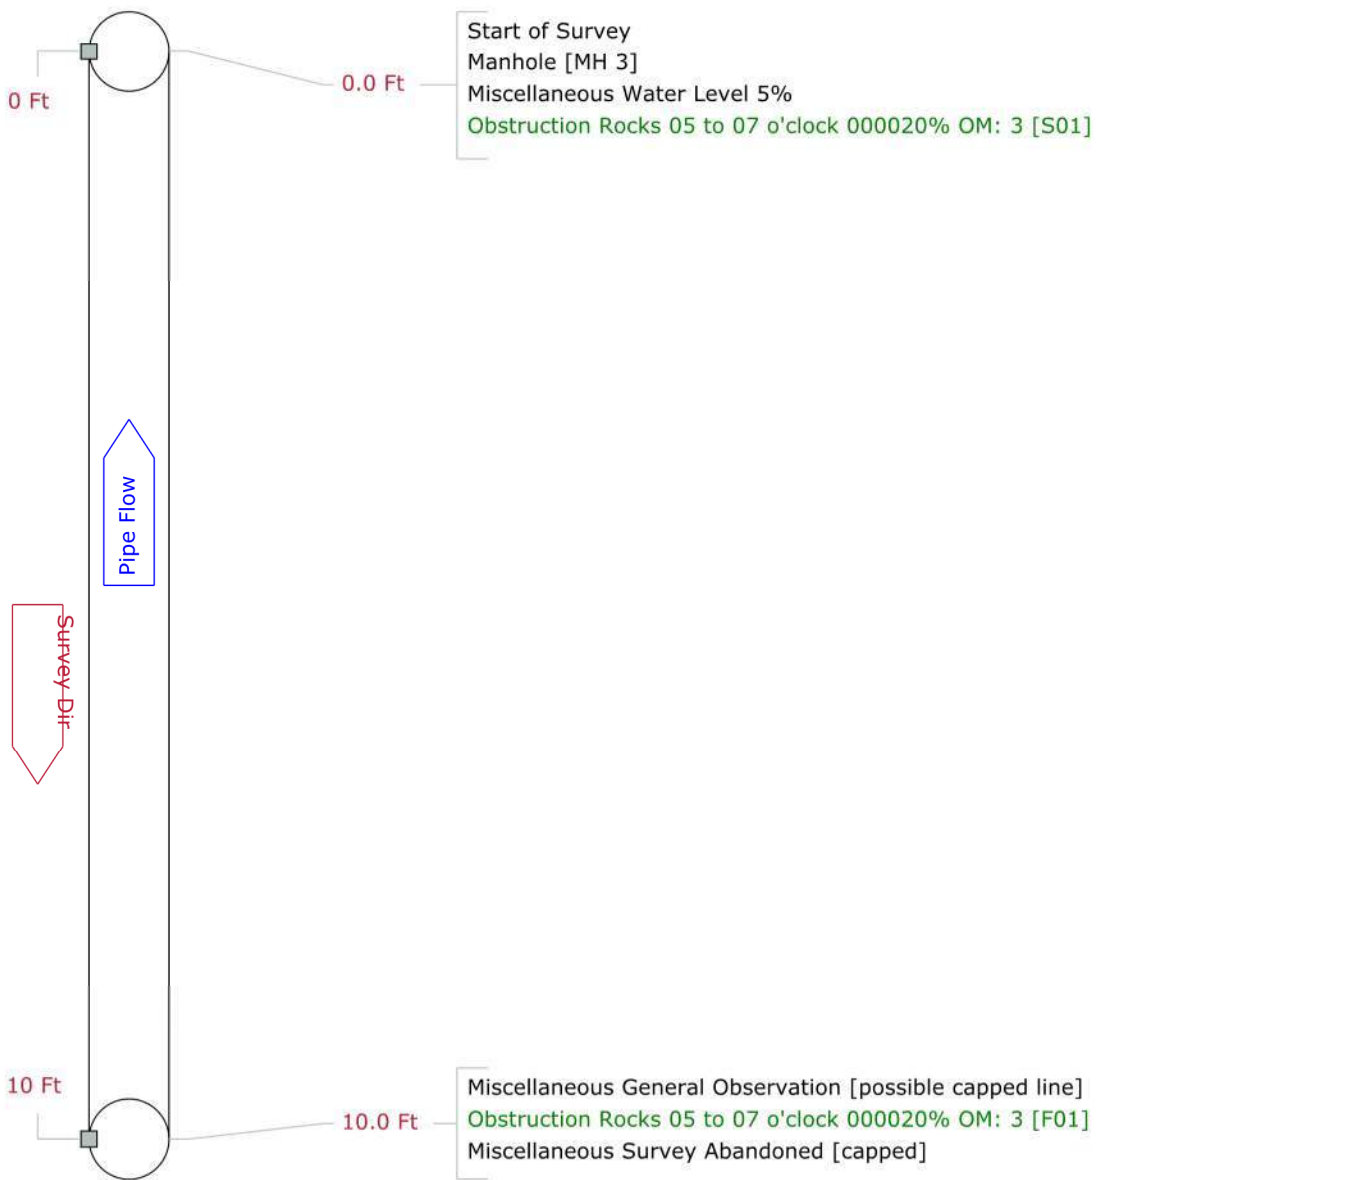 Start of Survey
Manhole [MH 3]
0.0 Ft
0 Ft
Miscellaneous Water Level 5%
Obstruction Rocks 05 to 07 o'clock 000020% OM: 3 [S01]
Pipe Flow
Survey Dir
10 Ft
Miscellaneous General Observation [possible capped line]
10.0 Ft
Obstruction Rocks 05 to 07 o'clock 000020% OM: 3 [F01]
Miscellaneous Survey Abandoned [capped]